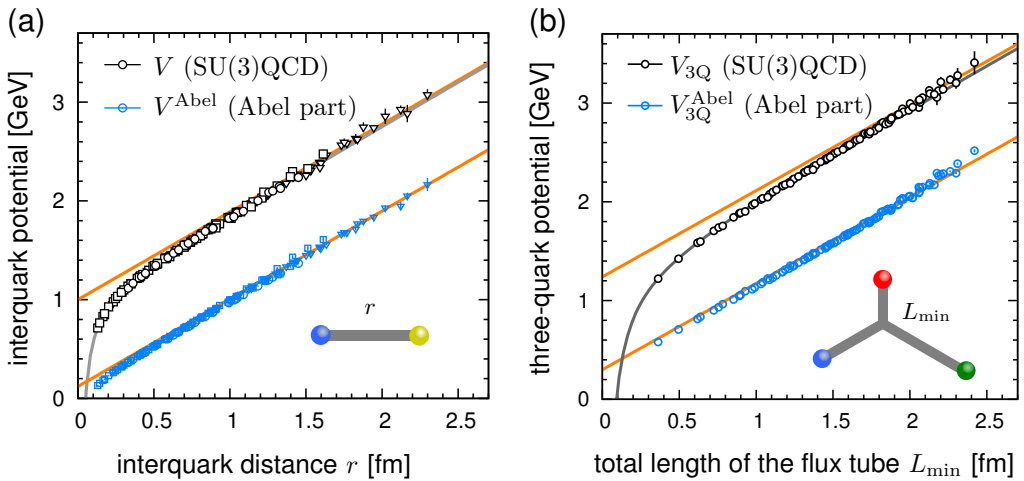 (a)
interquark potential [GeV]
V (SU(3)QCD)
V^Abel (Abel part)
r
0
1
2
3
0
0.5
1
1.5
2
2.5
interquark distance r [fm]
(b)
three-quark potential [GeV]
V_3Q (SU(3)QCD)
V_3Q^Abel (Abel part)
L_min
0
1
2
3
0
0.5
1
1.5
2
2.5
total length of the flux tube L_min [fm]